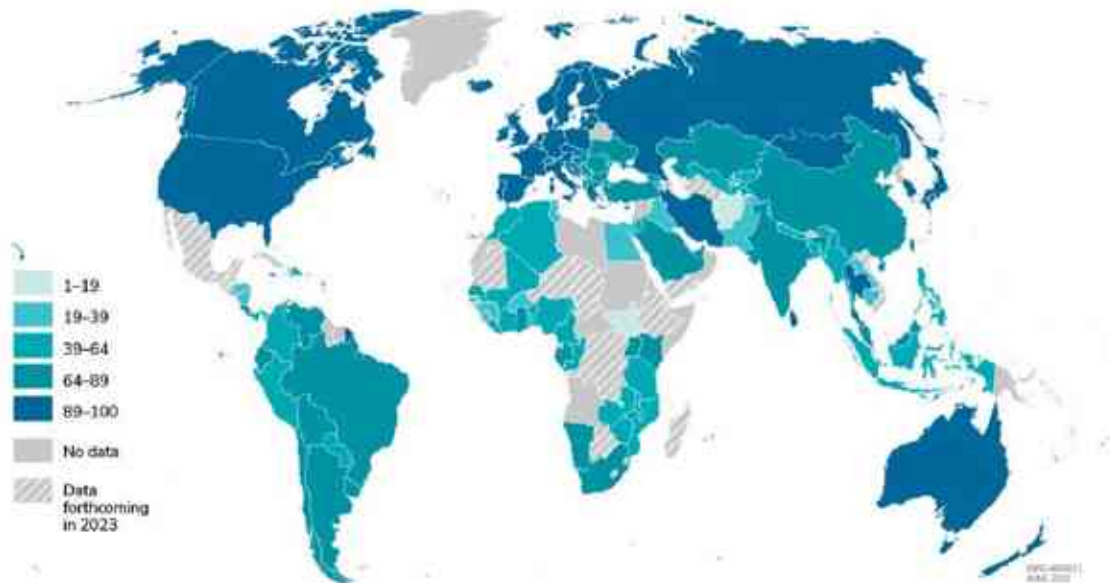 1–19
19–39
39–64
64–89
89–100
No data
Data
forthcoming
in 2023